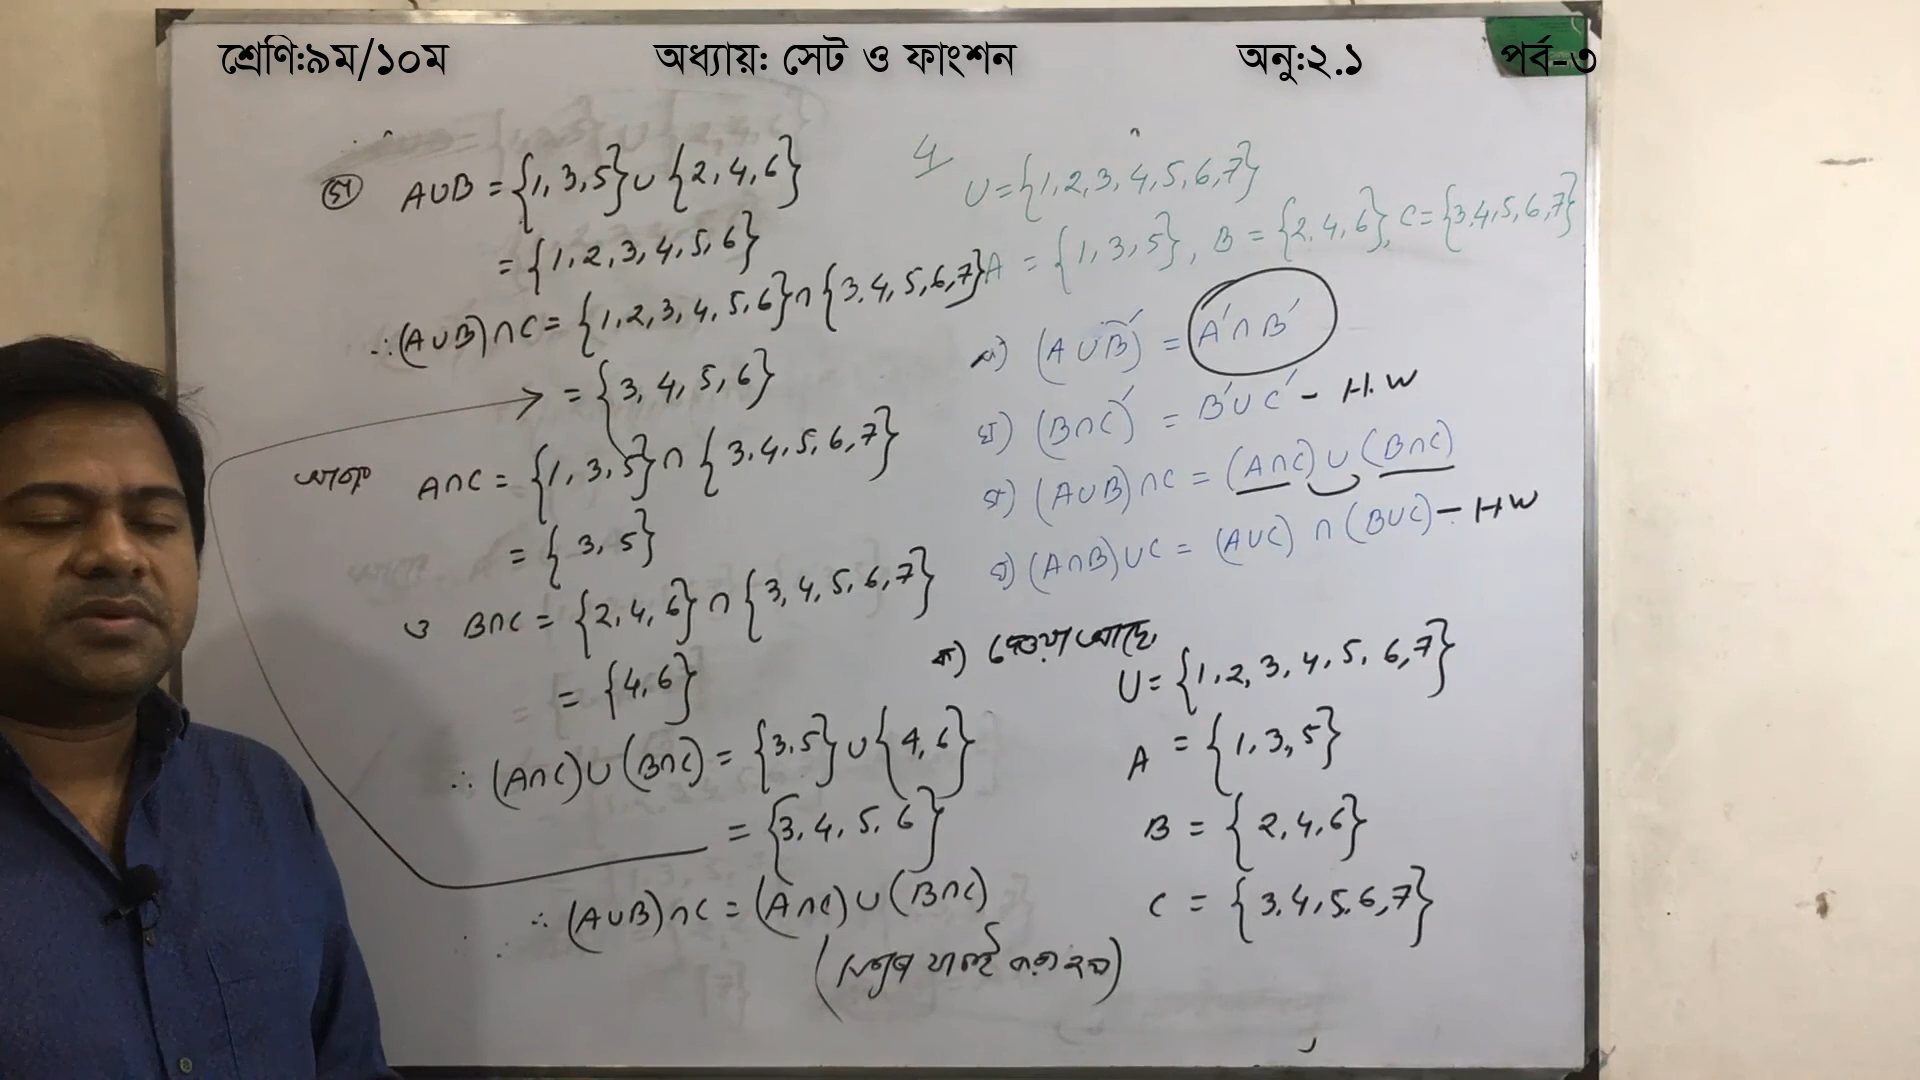 শ্রেণি:৯ম/১০ম অধ্যায়: সেট ও ফাংশন অনু:২.১ পর্ব-৩
গ A∪B = {1, 3, 5} ∪ {2, 4, 6}
= {1, 2, 3, 4, 5, 6}
∴ (A∪B)∩C = {1, 2, 3, 4, 5, 6} ∩ {3, 4, 5, 6, 7}
= {3, 4, 5, 6}
A∩C = {1, 3, 5} ∩ {3, 4, 5, 6, 7}
= {3, 5}
ও B∩C = {2, 4, 6} ∩ {3, 4, 5, 6, 7}
= {4, 6}
∴ (A∩C)∪(B∩C) = {3, 5} ∪ {4, 6}
= {3, 4, 5, 6}
∴ (A∪B)∩C = (A∩C)∪(B∩C)
4
U = {1, 2, 3, 4, 5, 6, 7}
A = {1, 3, 5}, B = {2, 4, 6}, C = {3, 4, 5, 6, 7}
ক) (A∪B)′ = A′∩B′
খ) (B∩C)′ = B′∪C′ - H.W
গ) (A∪B)∩C = (A∩C)∪(B∩C)
ঘ) (A∩B)∪C = (A∪C)∩(B∪C) - HW
ক) দেওয়া আছে,
U = {1, 2, 3, 4, 5, 6, 7}
A = {1, 3, 5}
B = {2, 4, 6}
C = {3, 4, 5, 6, 7}